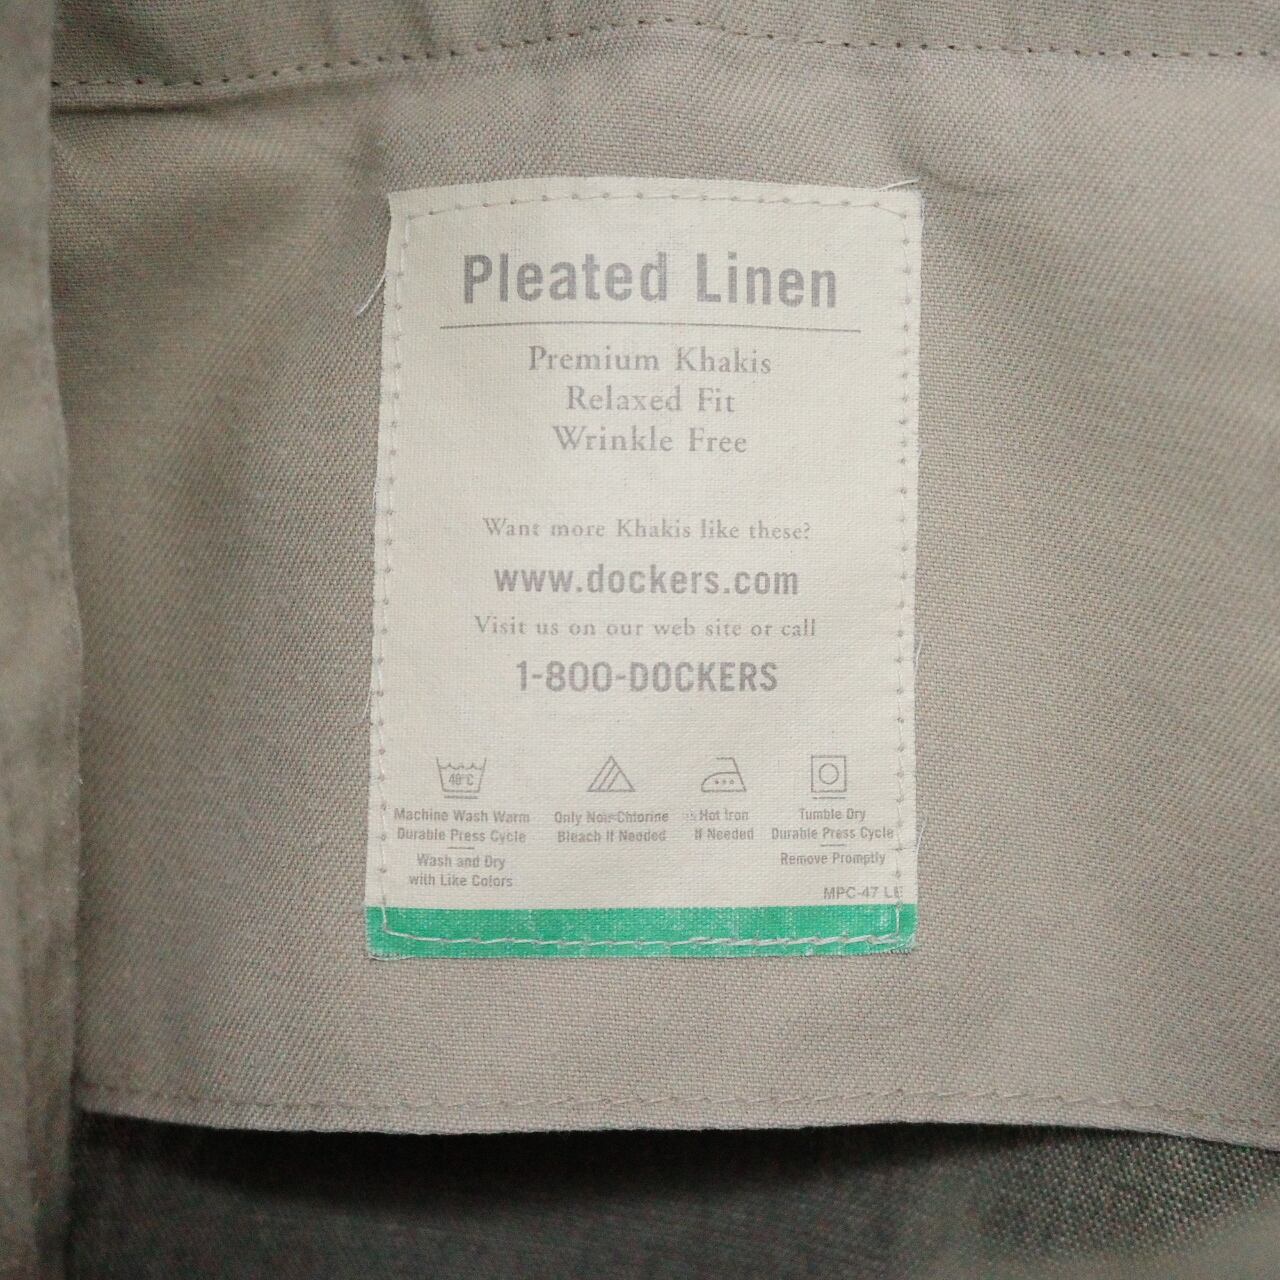 Pleated Linen
Premium Khakis
Relaxed Fit
Wrinkle Free
Want more Khakis like these?
www.dockers.com
Visit us on our web site or call
1-800-DOCKERS
40°C
Machine Wash Warm
Durable Press Cycle
Wash and Dry
with Like Colors
Only Non-Chlorine
Bleach If Needed
Hot Iron
If Needed
Tumble Dry
Durable Press Cycle
Remove Promptly
MPC-47